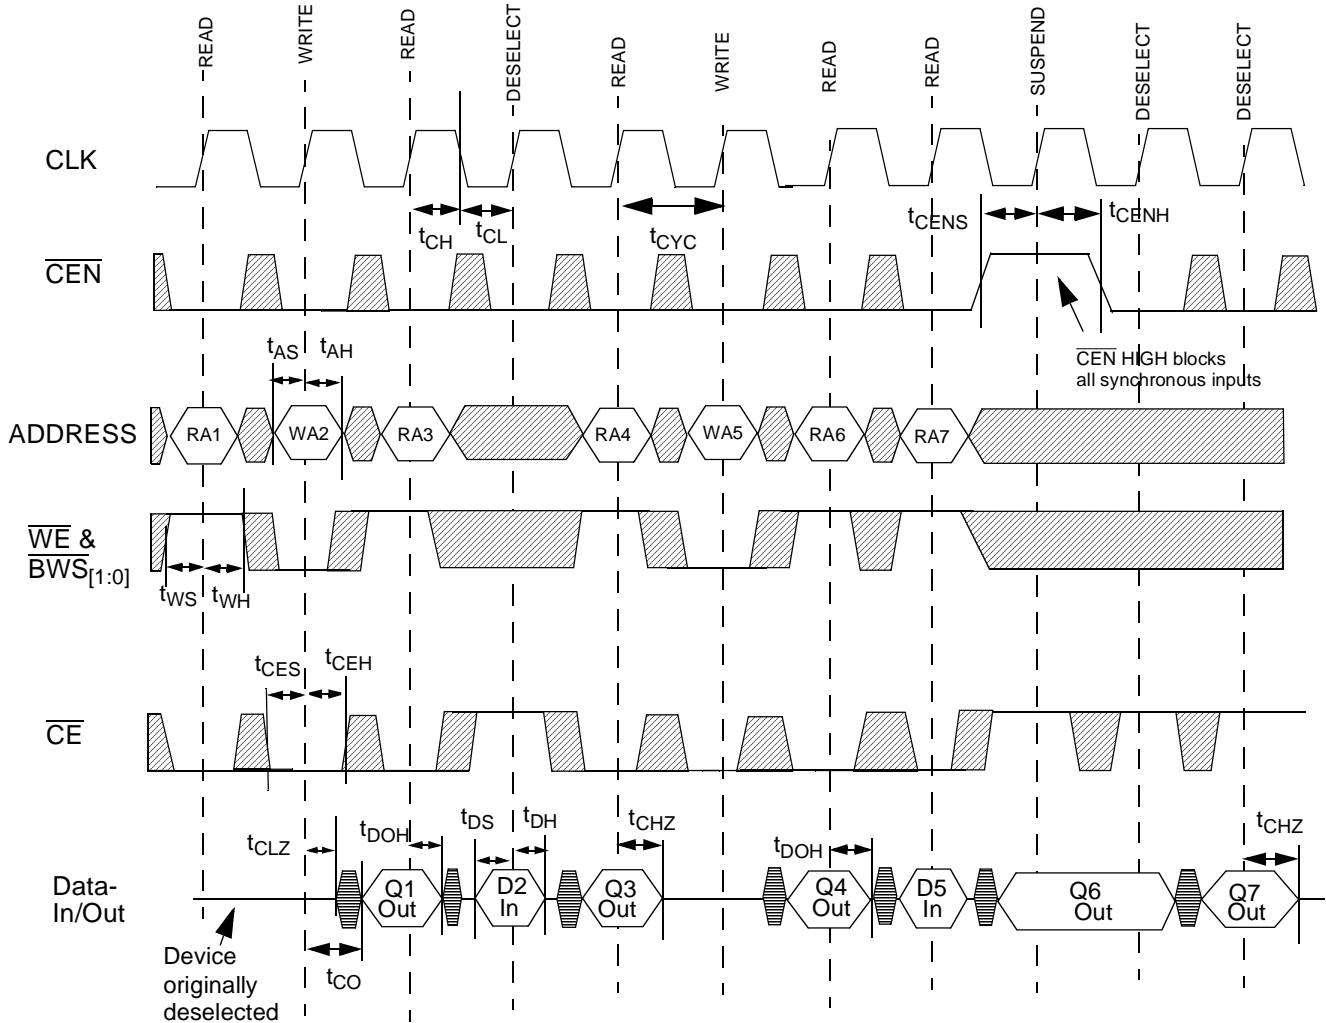 READ
WRITE
READ
DESELECT
READ
WRITE
READ
READ
SUSPEND
DESELECT
DESELECT
CLK
tCH
tCL
tCYC
tCENS
tCENH
CEN
CEN HIGH blocks
all synchronous inputs
tAS
tAH
ADDRESS
RA1
WA2
RA3
RA4
WA5
RA6
RA7
WE &
BWS[1:0]
tWS
tWH
tCES
tCEH
CE
tCLZ
tDOH
tDS
tDH
tCHZ
tDOH
tCHZ
Data-
In/Out
Q1
Out
D2
In
Q3
Out
Q4
Out
D5
In
Q6
Out
Q7
Out
tCO
Device
originally
deselected